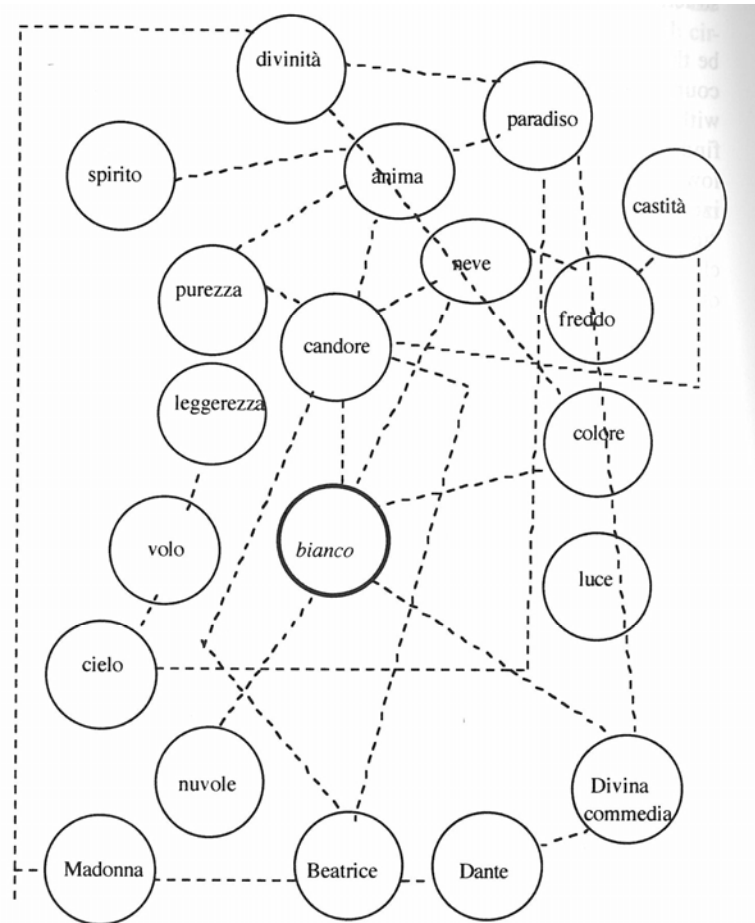 divinità
paradiso
spirito
anima
castità
neve
purezza
freddo
candore
leggerezza
colore
volo
bianco
luce
cielo
nuvole
Divina
commedia
Madonna
Beatrice
Dante